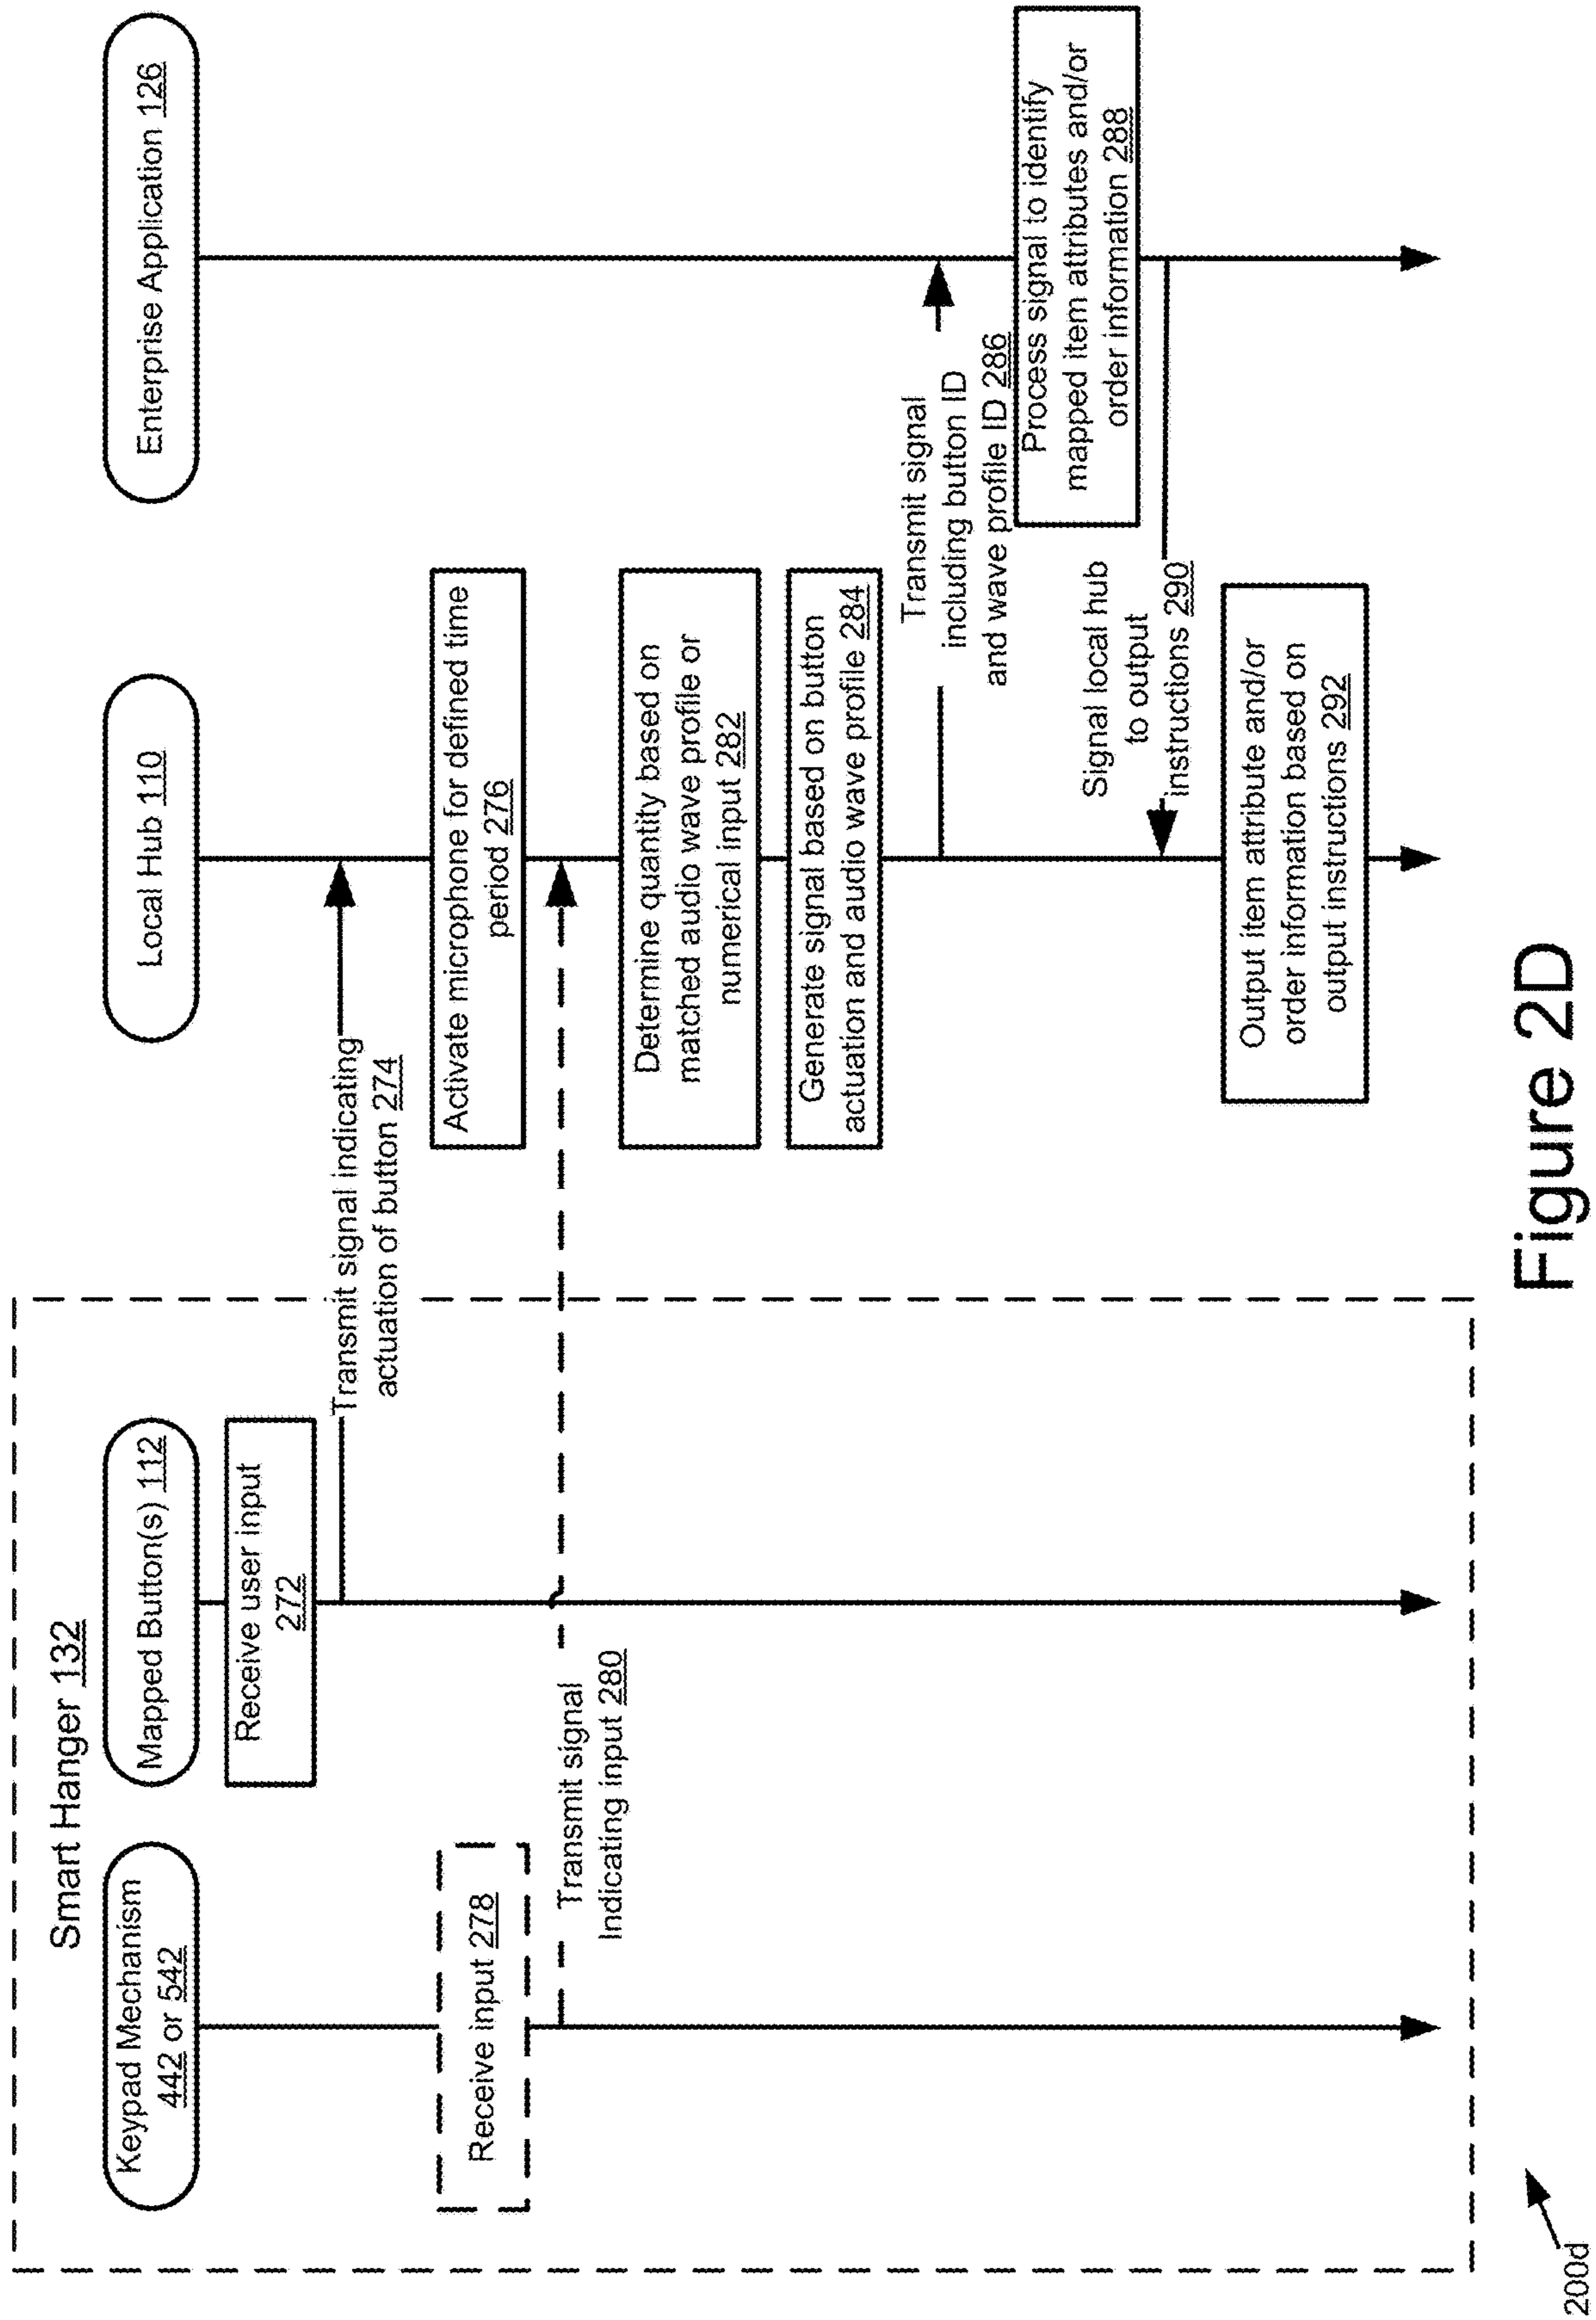 Smart Hanger 132
Keypad Mechanism
442 or 542
Mapped Button(s) 112
Local Hub 110
Enterprise Application 126
Receive user input
272
Transmit signal indicating
actuation of button 274
Activate microphone for defined time
period 276
Receive input 278
Transmit signal
Indicating input 280
Determine quantity based on
matched audio wave profile or
numerical input 282
Generate signal based on button
actuation and audio wave profile 284
Transmit signal
including button ID
and wave profile ID 286
Process signal to identify
mapped item attributes and/or
order information 288
Signal local hub
to output
instructions 290
Output item attribute and/or
order information based on
output instructions 292
200d
Figure 2D